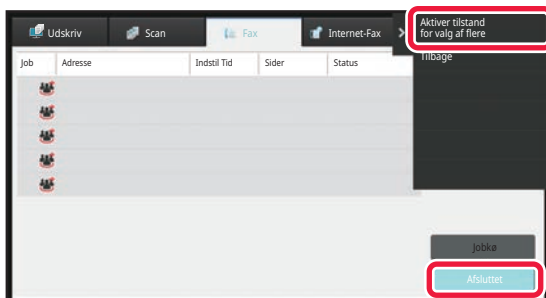 Udskriv Scan Fax Internet-Fax
Aktiver tilstand
for valg af flere
Tilbage
Job Adresse Indstil Tid Sider Status
Jobkø
Afsluttet